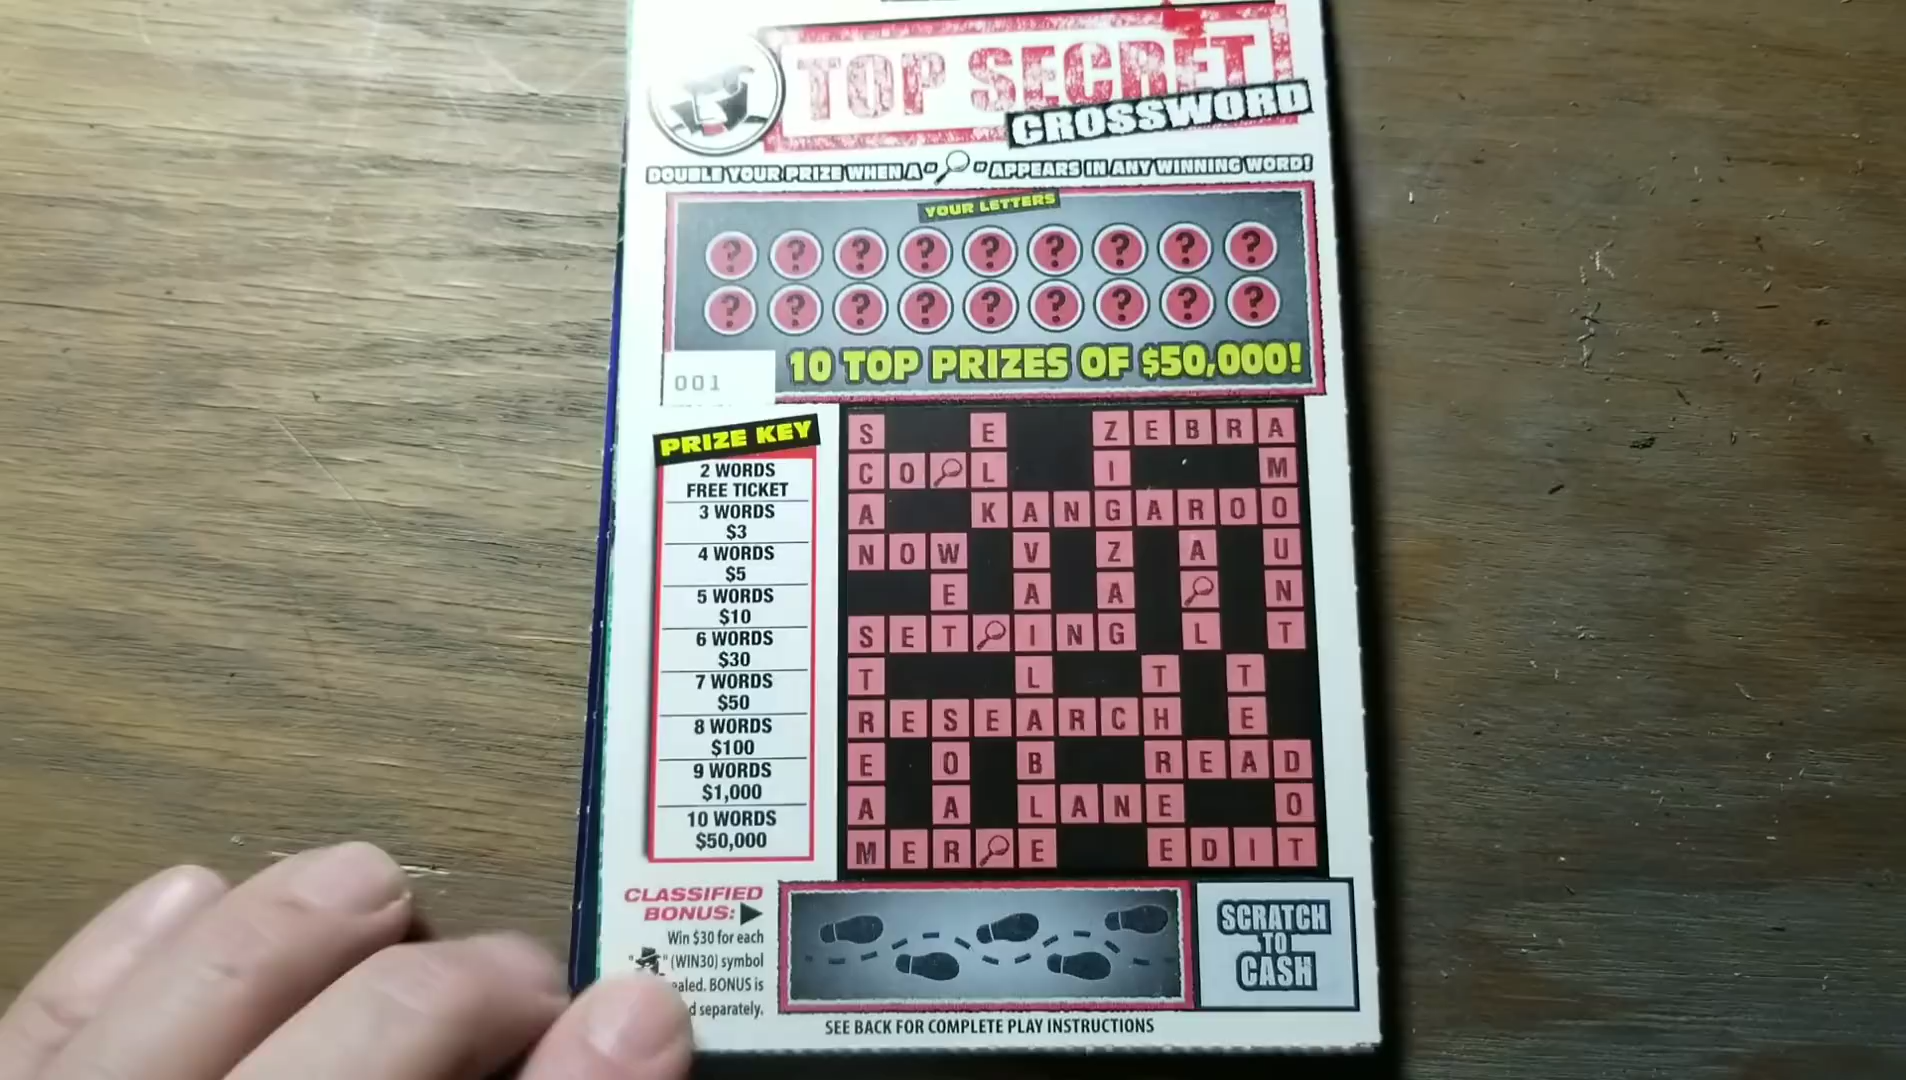 TOP SECRET
CROSSWORD
DOUBLE YOUR PRIZE WHEN A " " APPEARS IN ANY WINNING WORD!
YOUR LETTERS
? ? ? ? ? ? ? ? ?
? ? ? ? ? ? ? ? ?
001
10 TOP PRIZES OF $50,000!
PRIZE KEY
2 WORDS
FREE TICKET
3 WORDS
$3
4 WORDS
$5
5 WORDS
$10
6 WORDS
$30
7 WORDS
$50
8 WORDS
$100
9 WORDS
$1,000
10 WORDS
$50,000
S E Z E B R A
C O L I M
A K A N G A R O O
N O W V Z A U
E A A N
S E T I N G L T
T L T T
R E S E A R C H E
E O B R E A D
A A L A N E O
M E R E E D I T
CLASSIFIED
BONUS:
Win $30 for each
" " (WIN30) symbol
BONUS is
separately.
SCRATCH
TO
CASH
SEE BACK FOR COMPLETE PLAY INSTRUCTIONS